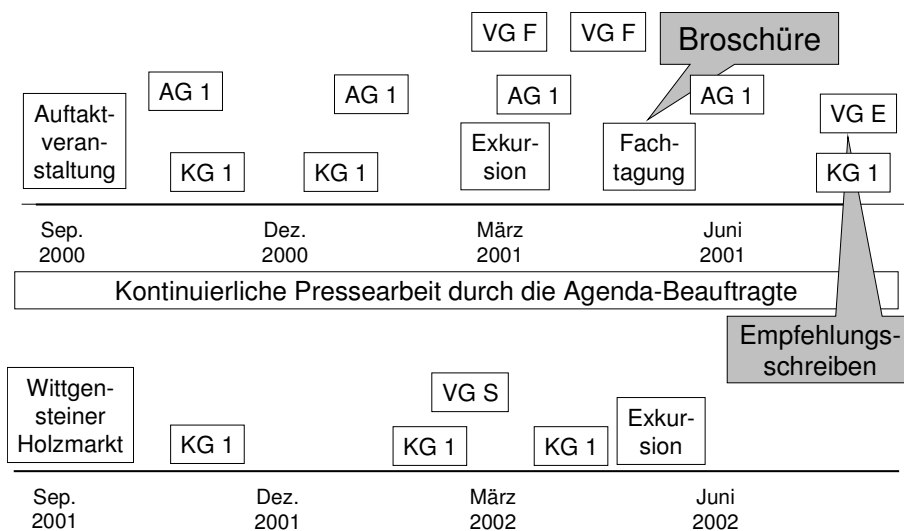 VG F
VG F
Broschüre
AG 1
AG 1
AG 1
AG 1
Auftakt-
veran-
staltung
Exkur-
sion
Fach-
tagung
VG E
KG 1
KG 1
KG 1
Sep.
2000
Dez.
2000
März
2001
Juni
2001
Kontinuierliche Pressearbeit durch die Agenda-Beauftragte
Empfehlungs-
schreiben
Wittgen-
steiner
Holzmarkt
VG S
KG 1
KG 1
KG 1
Exkur-
sion
Sep.
2001
Dez.
2001
März
2002
Juni
2002